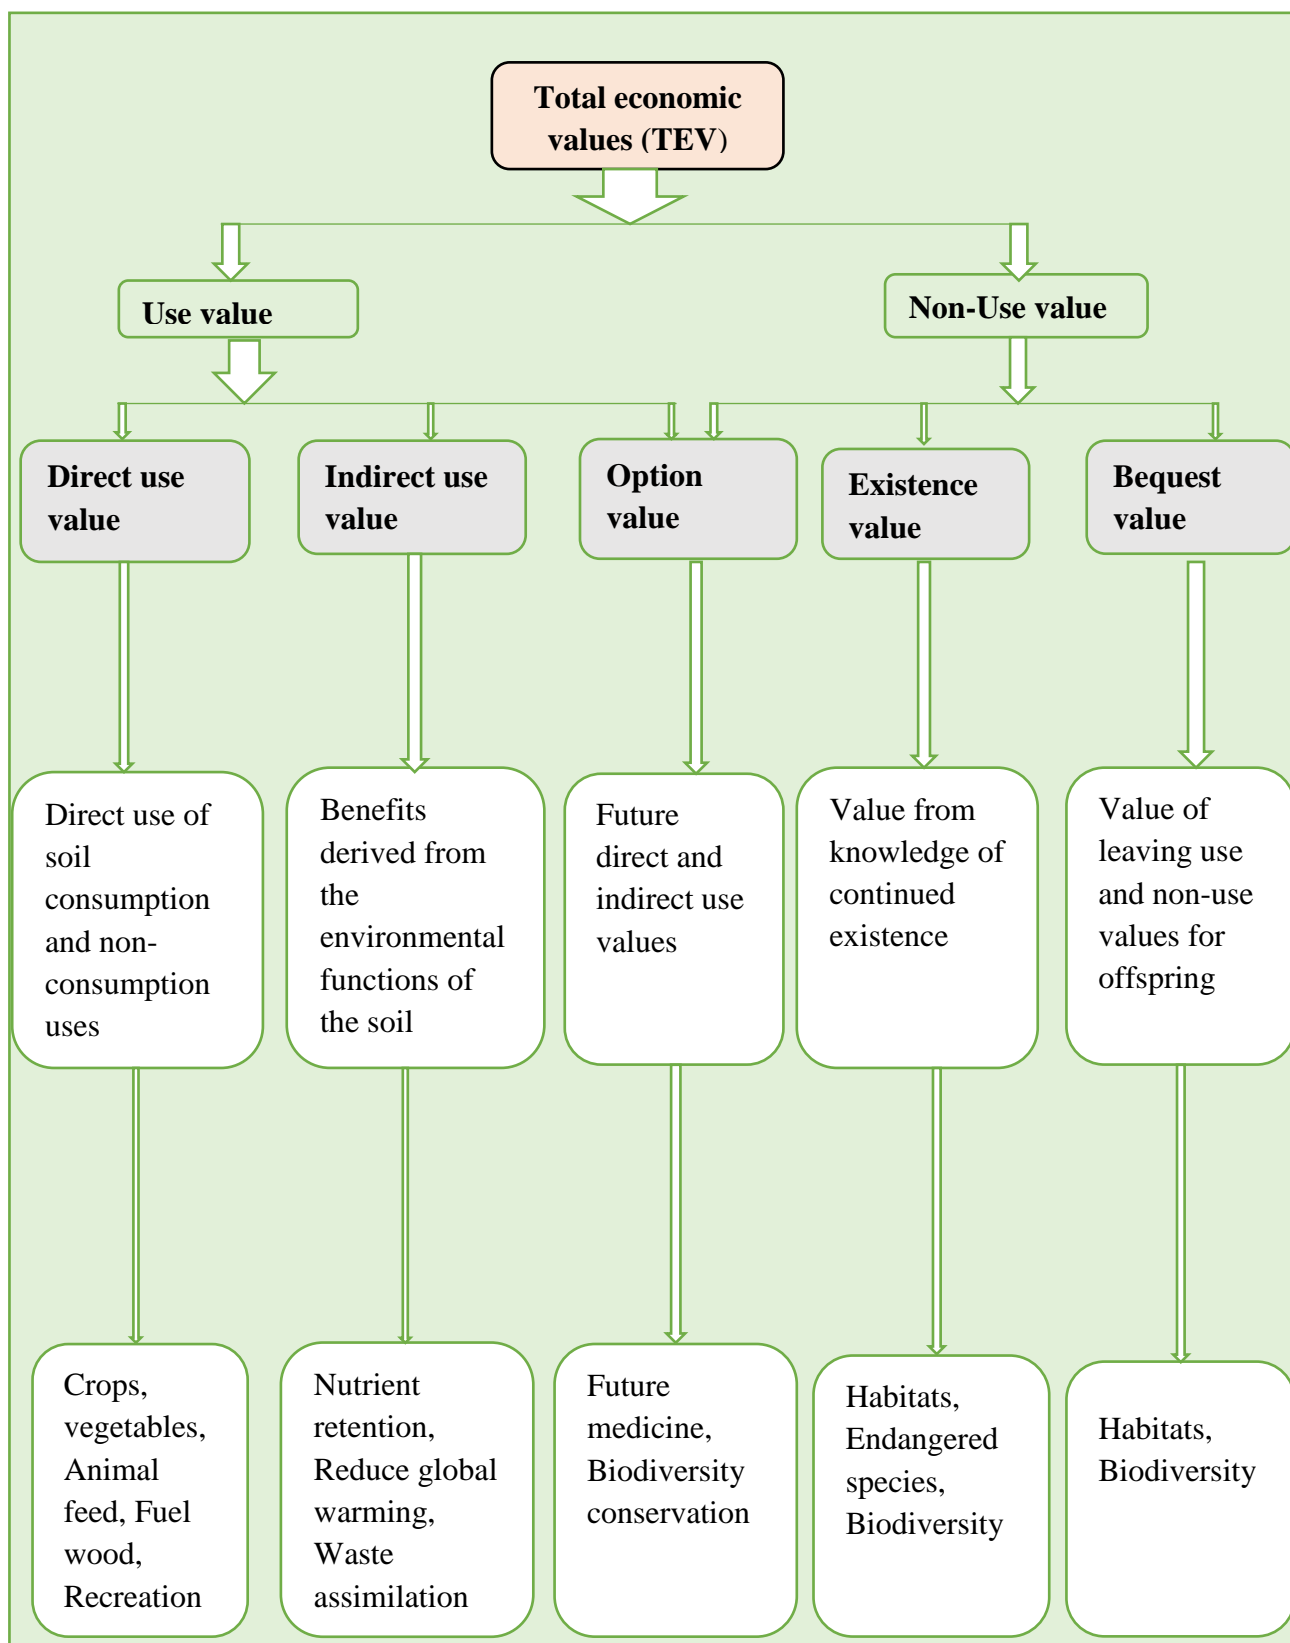 Total economic
values (TEV)
Use value
Non-Use value
Direct use
value
Indirect use
value
Option
value
Existence
value
Bequest
value
Direct use of
soil
consumption
and non-
consumption
uses
Benefits
derived from
the
environmental
functions of
the soil
Future
direct and
indirect use
values
Value from
knowledge of
continued
existence
Value of
leaving use
and non-use
values for
offspring
Crops,
vegetables,
Animal
feed, Fuel
wood,
Recreation
Nutrient
retention,
Reduce global
warming,
Waste
assimilation
Future
medicine,
Biodiversity
conservation
Habitats,
Endangered
species,
Biodiversity
Habitats,
Biodiversity